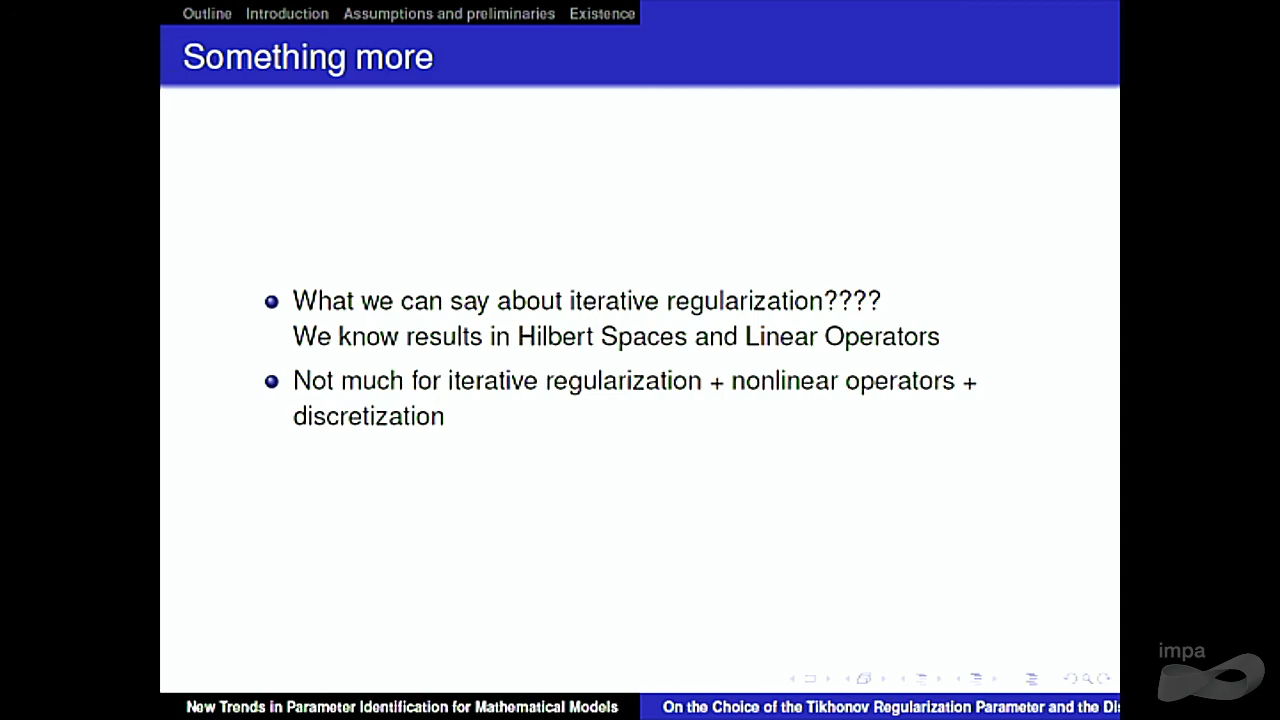 Outline Introduction Assumptions and preliminaries Existence
Something more
What we can say about iterative regularization????
We know results in Hilbert Spaces and Linear Operators
Not much for iterative regularization + nonlinear operators +
discretization
impa
New Trends in Parameter Identification for Mathematical Models
On the Choice of the Tikhonov Regularization Parameter and the Dis